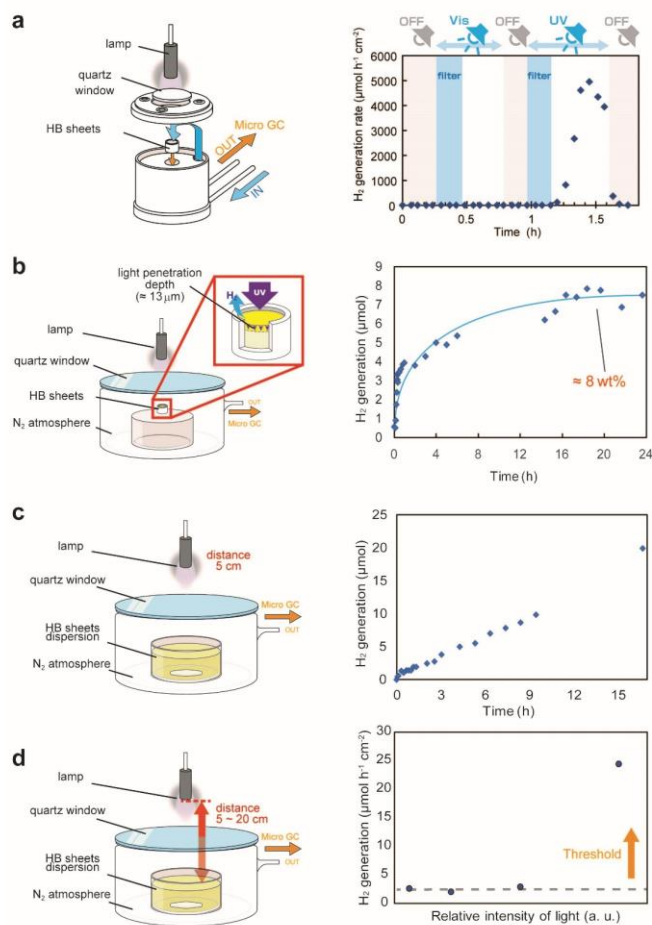 a
lamp
quartz
window
HB sheets
Micro GC
OUT
IN
OFF Vis OFF UV OFF
filter filter
H₂ generation rate (μmol h⁻¹ cm⁻²)
6000
5000
4000
3000
2000
1000
0
0 0.5 1 1.5
Time (h)
b
light penetration
depth
(≈ 13 μm)
UV
lamp
quartz window
HB sheets
N₂ atmosphere
OUT
Micro GC
H₂ generation (μmol)
9
8
7
6
5
4
3
2
1
0
≈ 8 wt%
0 4 8 12 16 20 24
Time (h)
c
lamp
distance
5 cm
quartz window
HB sheets
dispersion
N₂ atmosphere
Micro GC
OUT
H₂ generation (μmol)
25
20
15
10
5
0
0 3 6 9 12 15
Time (h)
d
lamp
distance
5 ~ 20 cm
quartz window
HB sheets
dispersion
N₂ atmosphere
Micro GC
OUT
H₂ generation (μmol h⁻¹ cm⁻²)
30
25
20
15
10
5
0
Threshold
Relative intensity of light (a. u.)